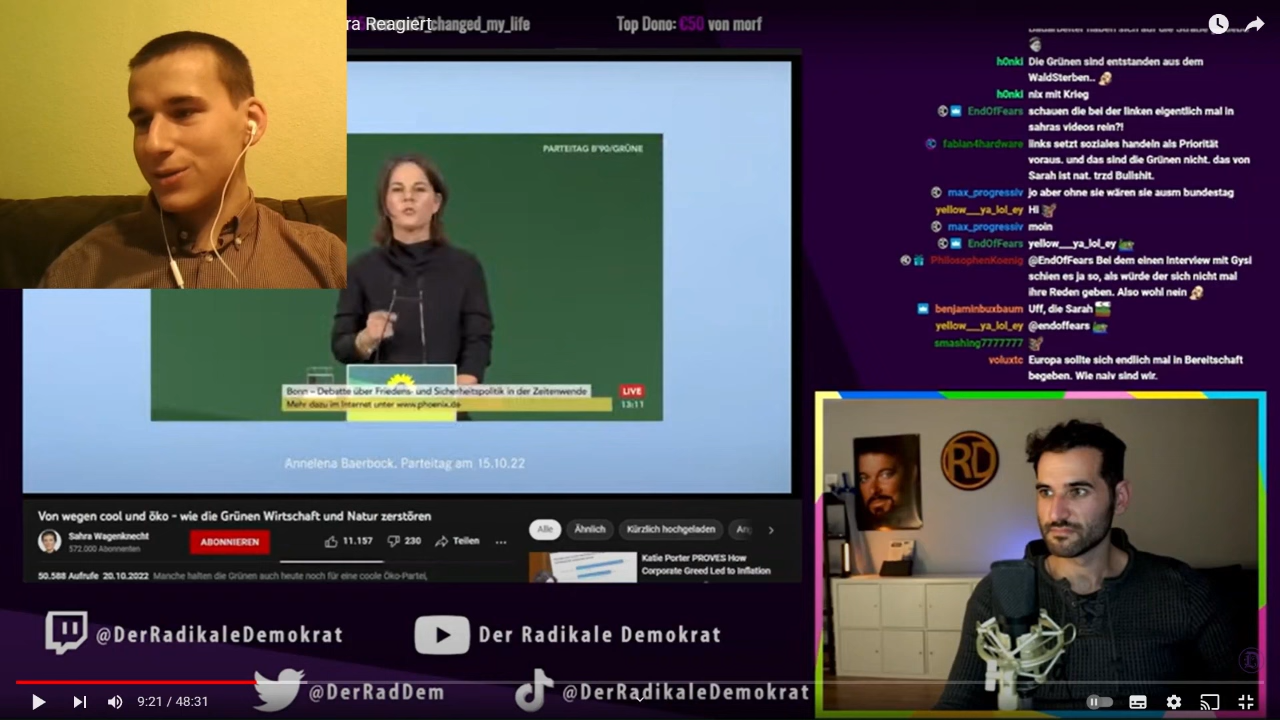 ra Reagiert
_changed_my_life
Top Dono: €50 von morf
h0nki Die Grünen sind entstanden aus dem
WaldSterben..
h0nki nix mit Krieg
EndOfFears schauen die bei der linken eigentlich mal in
sahras videos rein?!
fabian4hardware links setzt soziales handeln als Priorität
voraus. und das sind die Grünen nicht. das von
Sarah ist nat. trzd Bullshit.
max_progressiv jo aber ohne sie wären sie ausm bundestag
yellow__ya_lol_ey Hi
max_progressiv moin
EndOfFears yellow__ya_lol_ey
PhilosophenKoenig @EndOfFears Bei dem einen Interview mit Gysi
schien es ja so, als würde der sich nicht mal
ihre Reden geben. Also wohl nein
benjaminbuxbaum Uff, die Sarah
yellow__ya_lol_ey @endoffears
smashing7777777
voluxtc Europa sollte sich endlich mal in Bereitschaft
begeben. Wie naiv sind wir.
PARTEITAG B'90/GRÜNE
Bonn – Debatte über Friedens- und Sicherheitspolitik in der Zeitenwende
Mehr dazu im Internet unter www.phoenix.de
LIVE
13:11
Annelena Baerbock, Parteitag am 15.10.22
Von wegen cool und öko - wie die Grünen Wirtschaft und Natur zerstören
Sahra Wagenknecht
572.000 Abonnenten
ABONNIEREN
11.157
230
Teilen
Alle
Ähnlich
Kürzlich hochgeladen
Katie Porter PROVES How
Corporate Greed Led to Inflation
50.588 Aufrufe 20.10.2022 Manche halten die Grünen auch heute noch für eine coole Öko-Partei,
RD
@DerRadikaleDemokrat
Der Radikale Demokrat
@DerRadDem
@DerRadikaleDemokrat
9:21 / 48:31